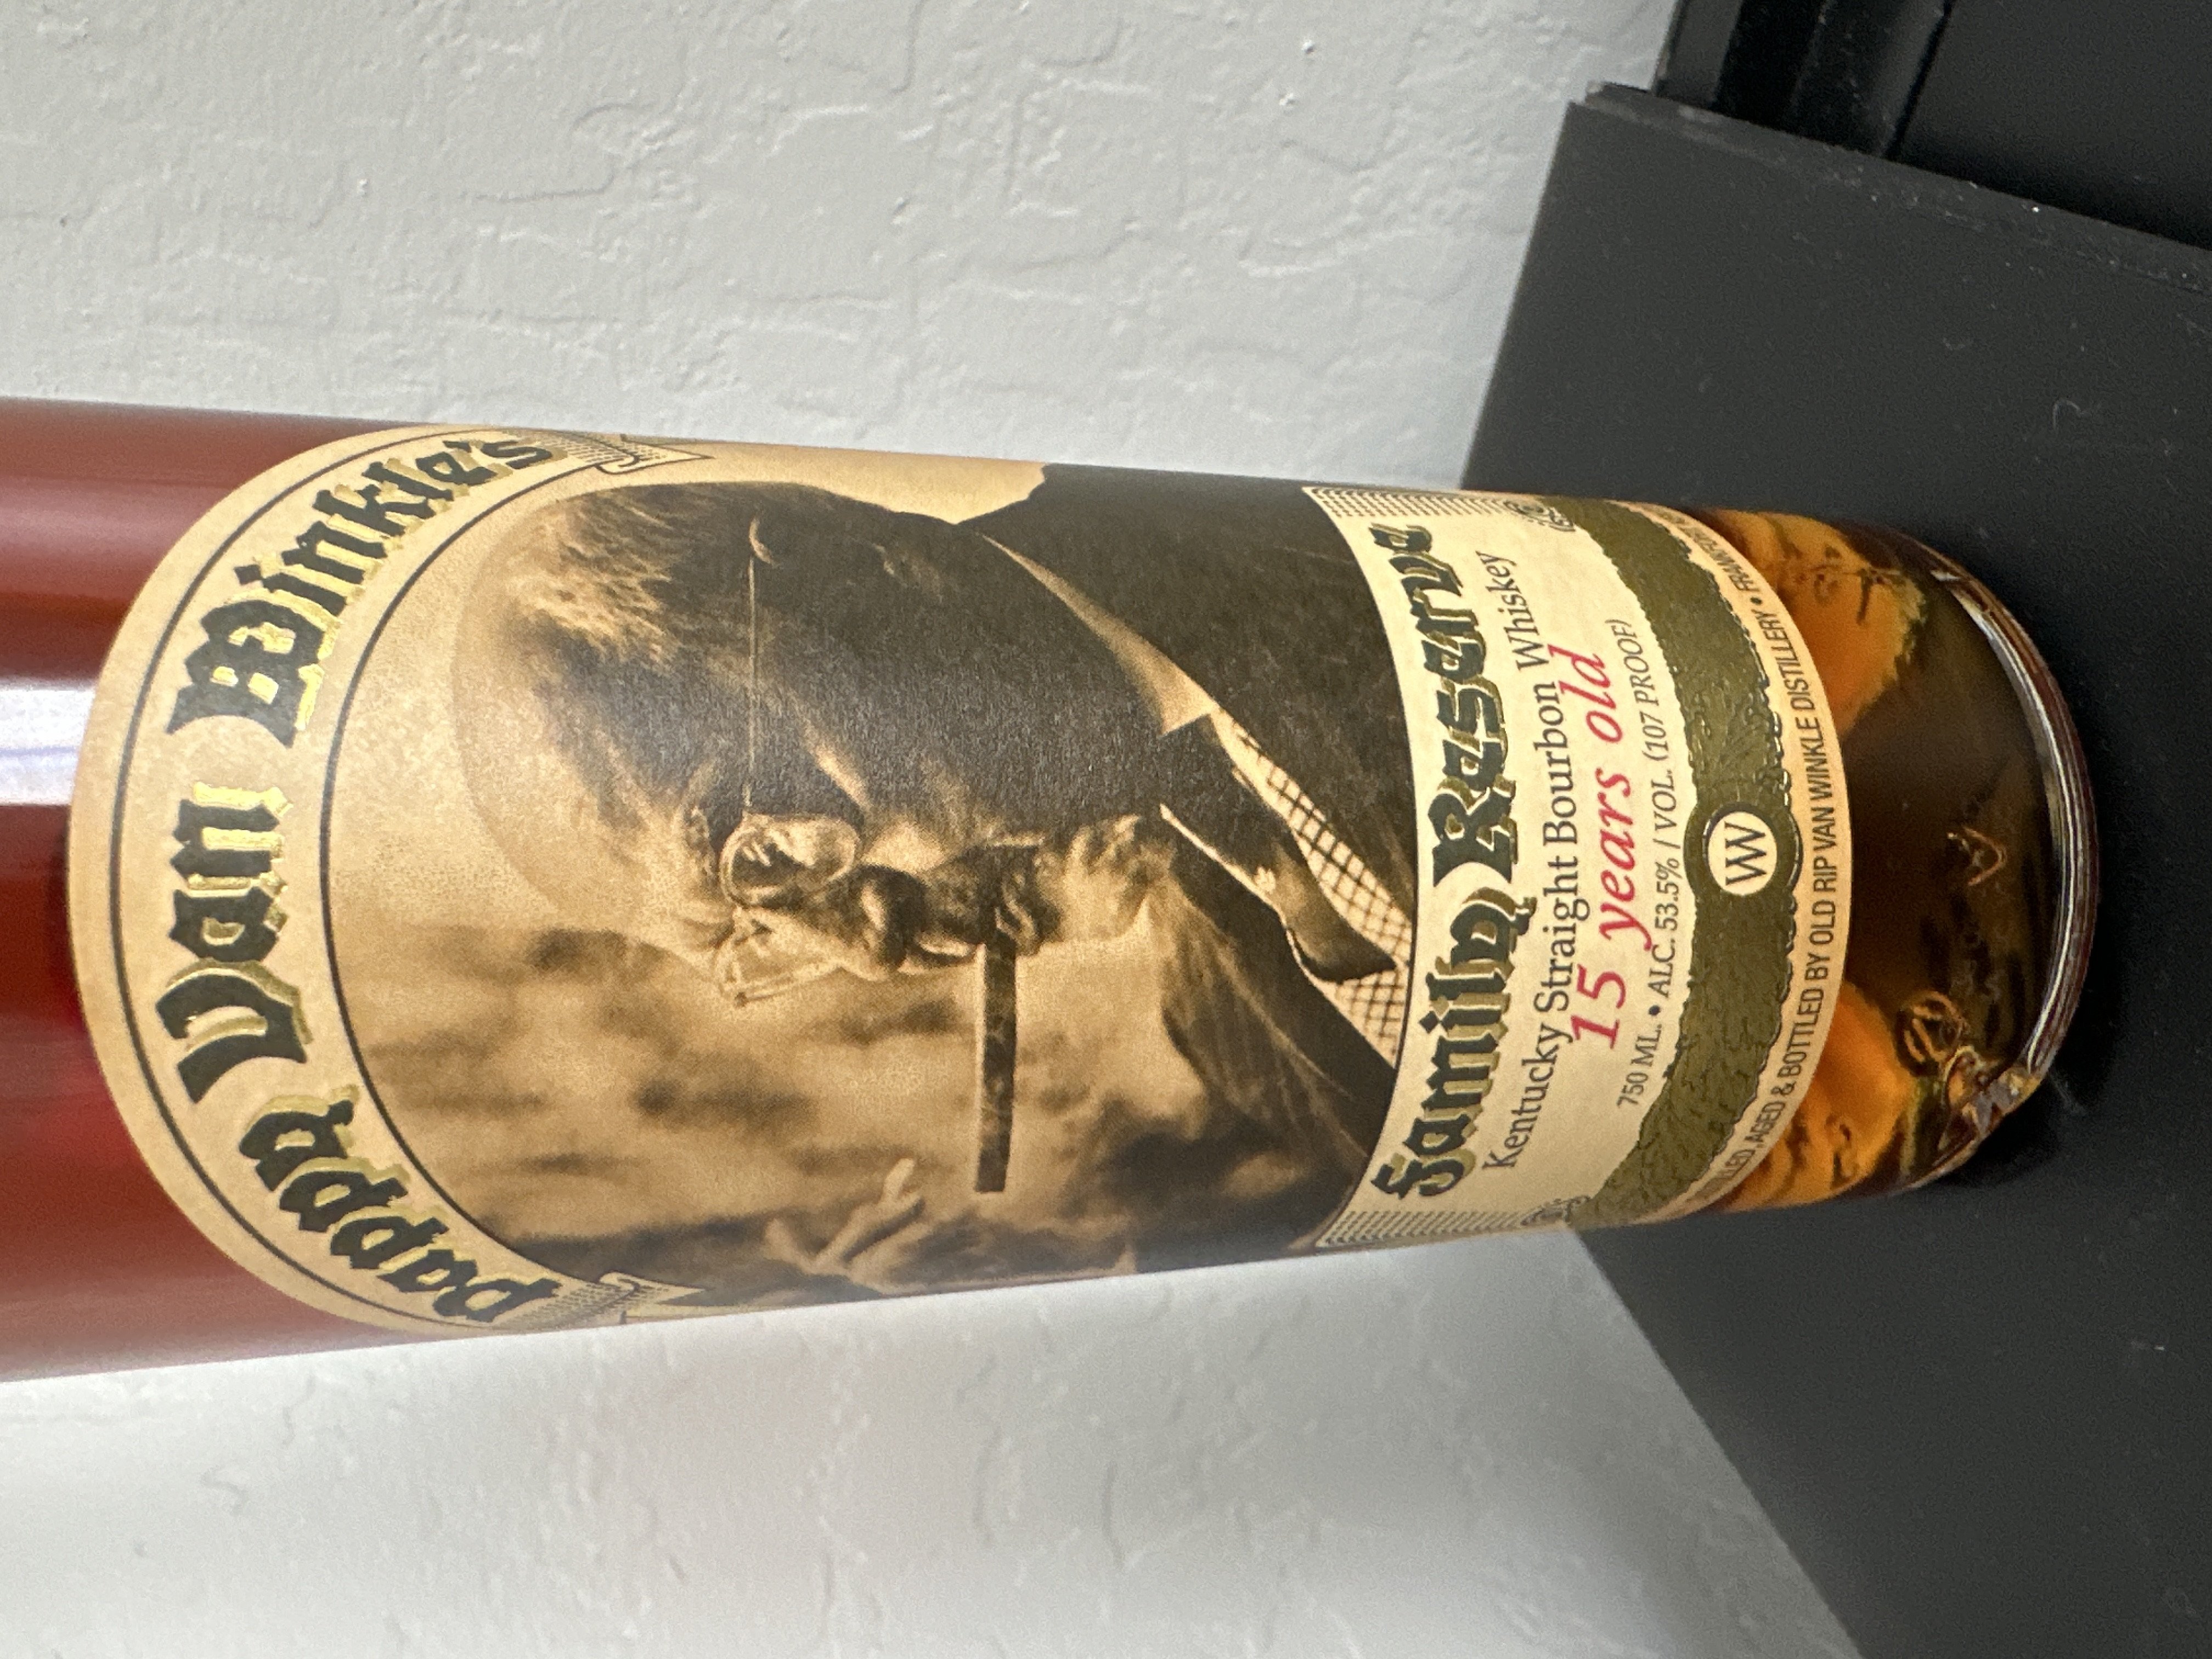 Pappy Van Winkle's
Family Reserve
Kentucky Straight Bourbon Whiskey
15 years old
750 ML. • ALC. 53.5% / VOL. (107 PROOF)
VW
AGED & BOTTLED BY OLD RIP VAN WINKLE DISTILLERY •